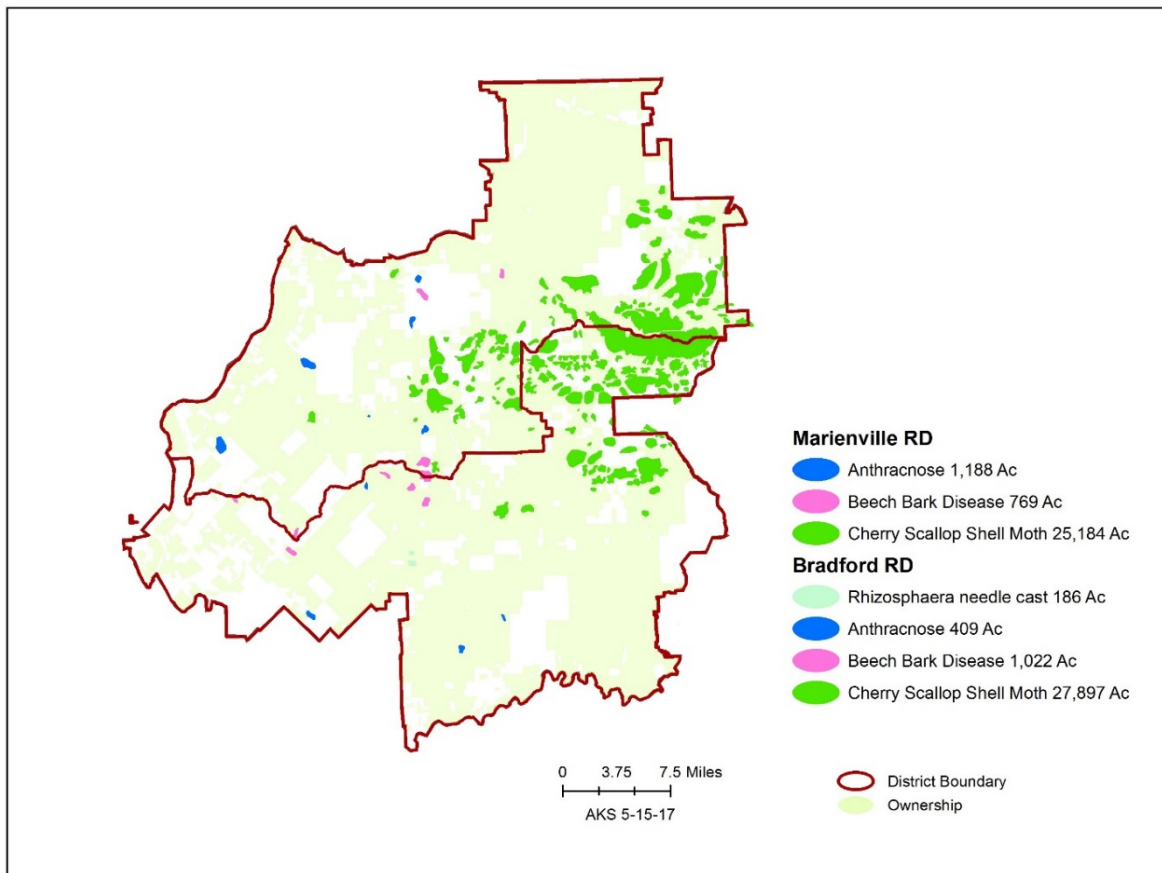 Marienville RD
Anthracnose 1,188 Ac
Beech Bark Disease 769 Ac
Cherry Scallop Shell Moth 25,184 Ac
Bradford RD
Rhizosphaera needle cast 186 Ac
Anthracnose 409 Ac
Beech Bark Disease 1,022 Ac
Cherry Scallop Shell Moth 27,897 Ac
0 3.75 7.5 Miles
AKS 5-15-17
District Boundary
Ownership